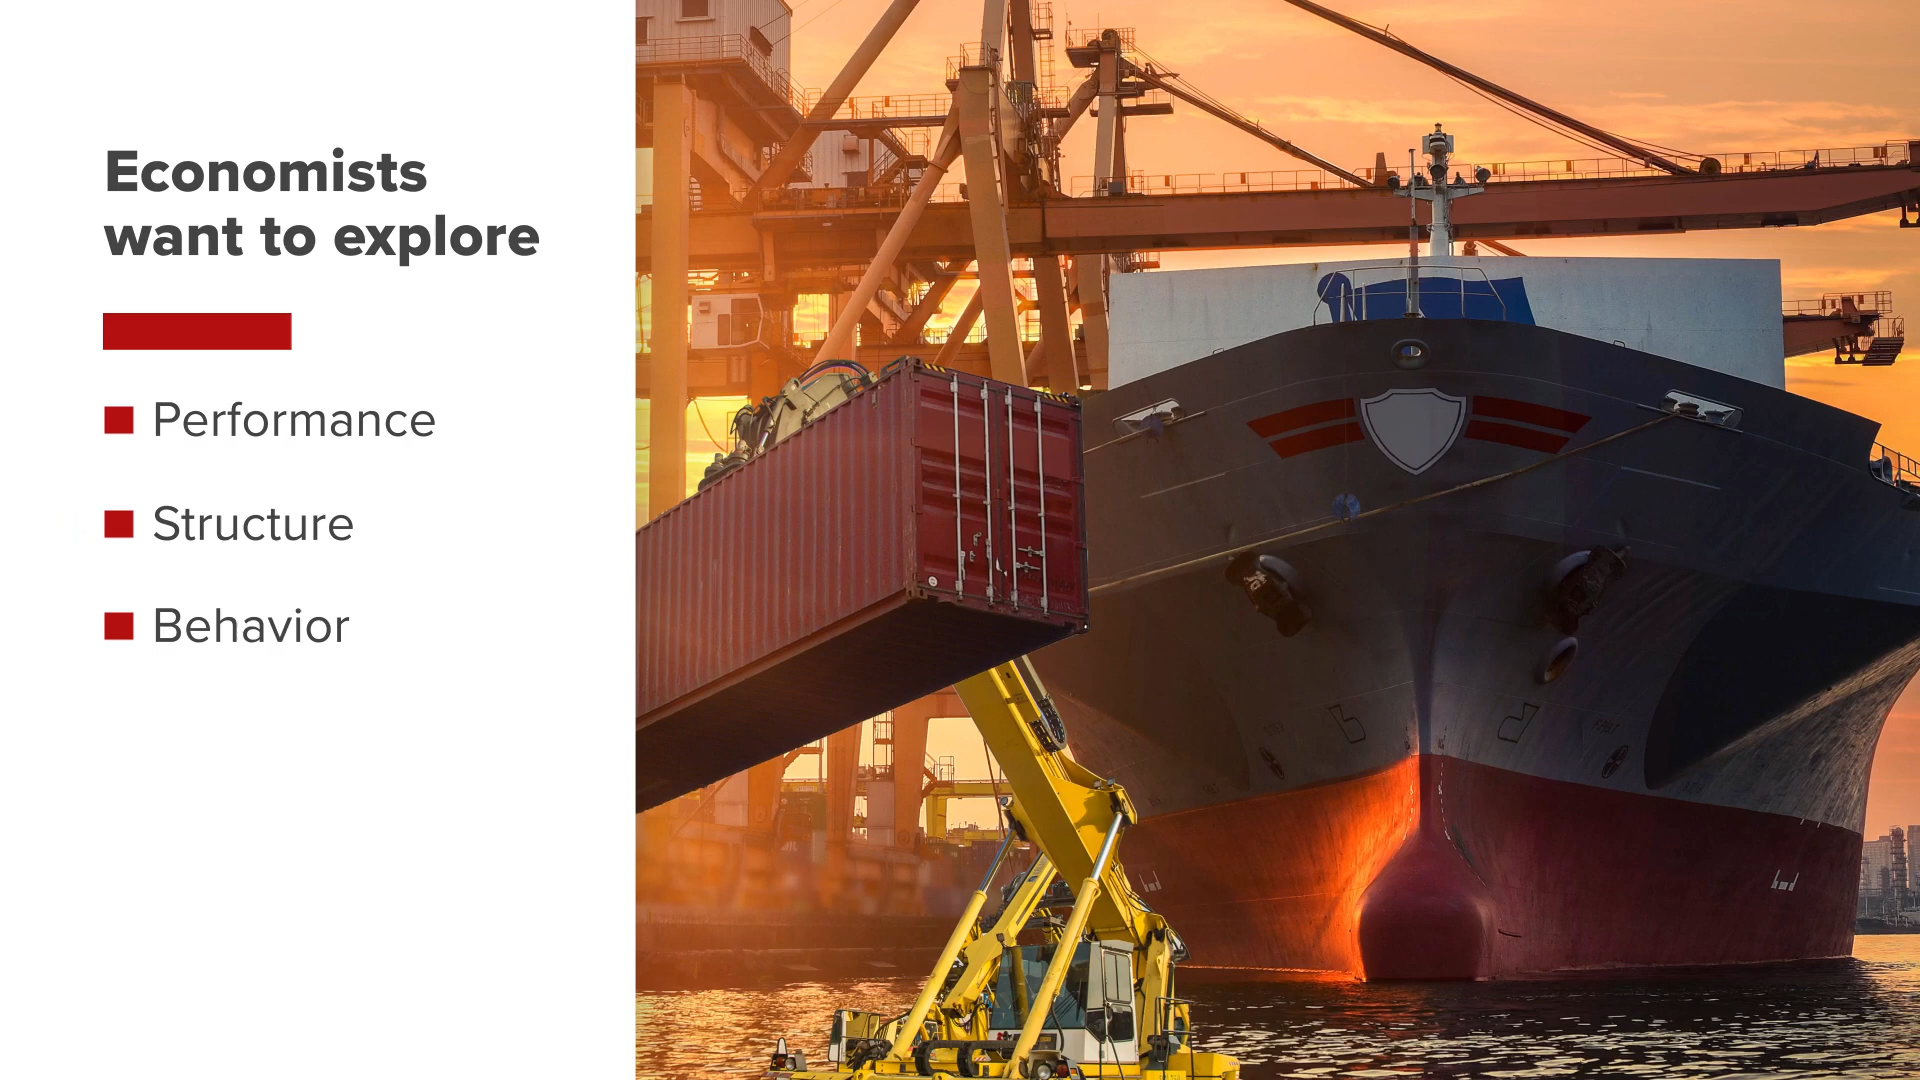 Economists
want to explore
Performance
Structure
Behavior